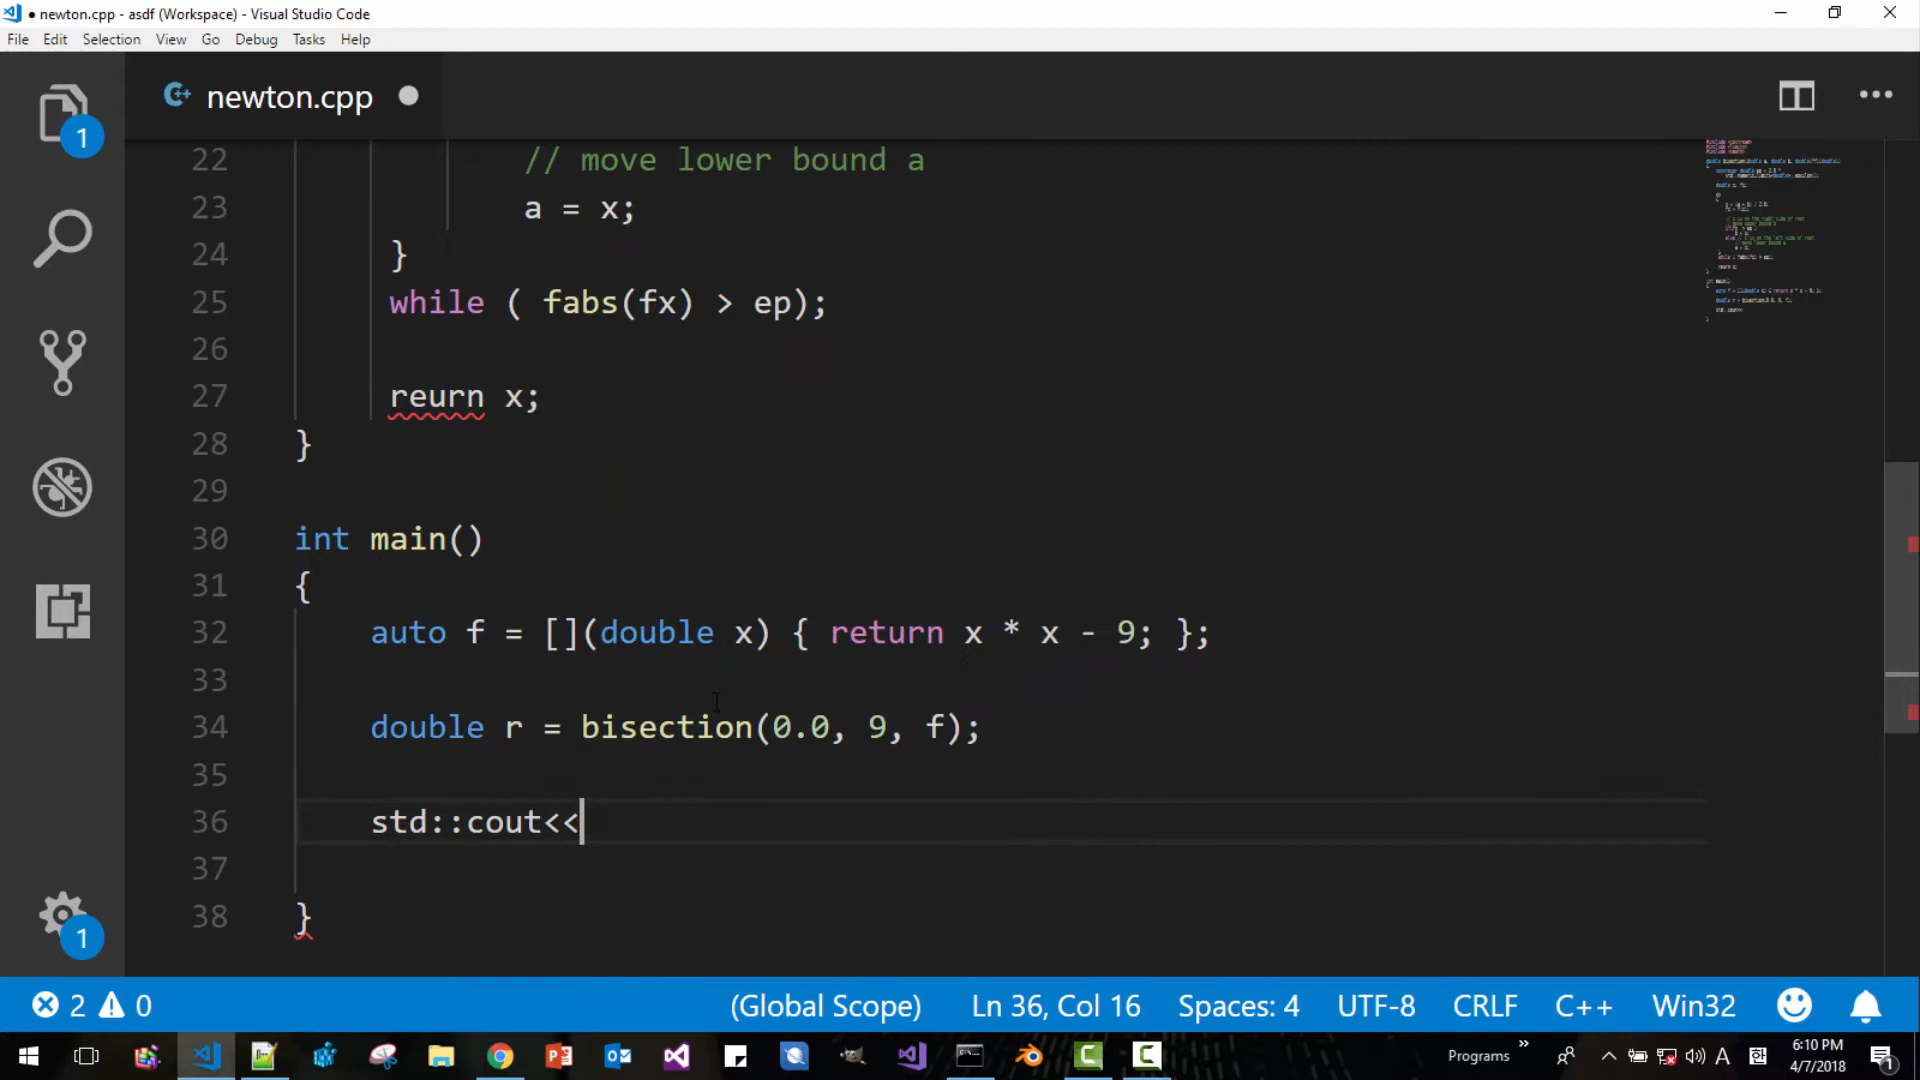 newton.cpp - asdf (Workspace) - Visual Studio Code
File Edit Selection View Go Debug Tasks Help
newton.cpp
1
22 // move lower bound a
23 a = x;
24 }
25 while ( fabs(fx) > ep);
26
27 reurn x;
28 }
29
30 int main()
31 {
32 auto f = [](double x) { return x * x - 9; };
33
34 double r = bisection(0.0, 9, f);
35
36 std::cout<<
37
38 }
1
2 0 (Global Scope) Ln 36, Col 16 Spaces: 4 UTF-8 CRLF C++ Win32
Programs » A 한 6:10 PM
4/7/2018 1